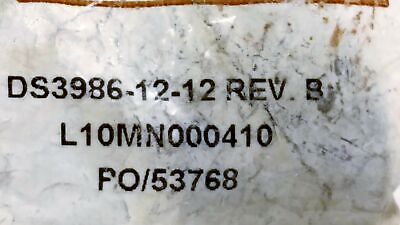 DS3986-12-12 REV. B
L10MN000410
PO/53768